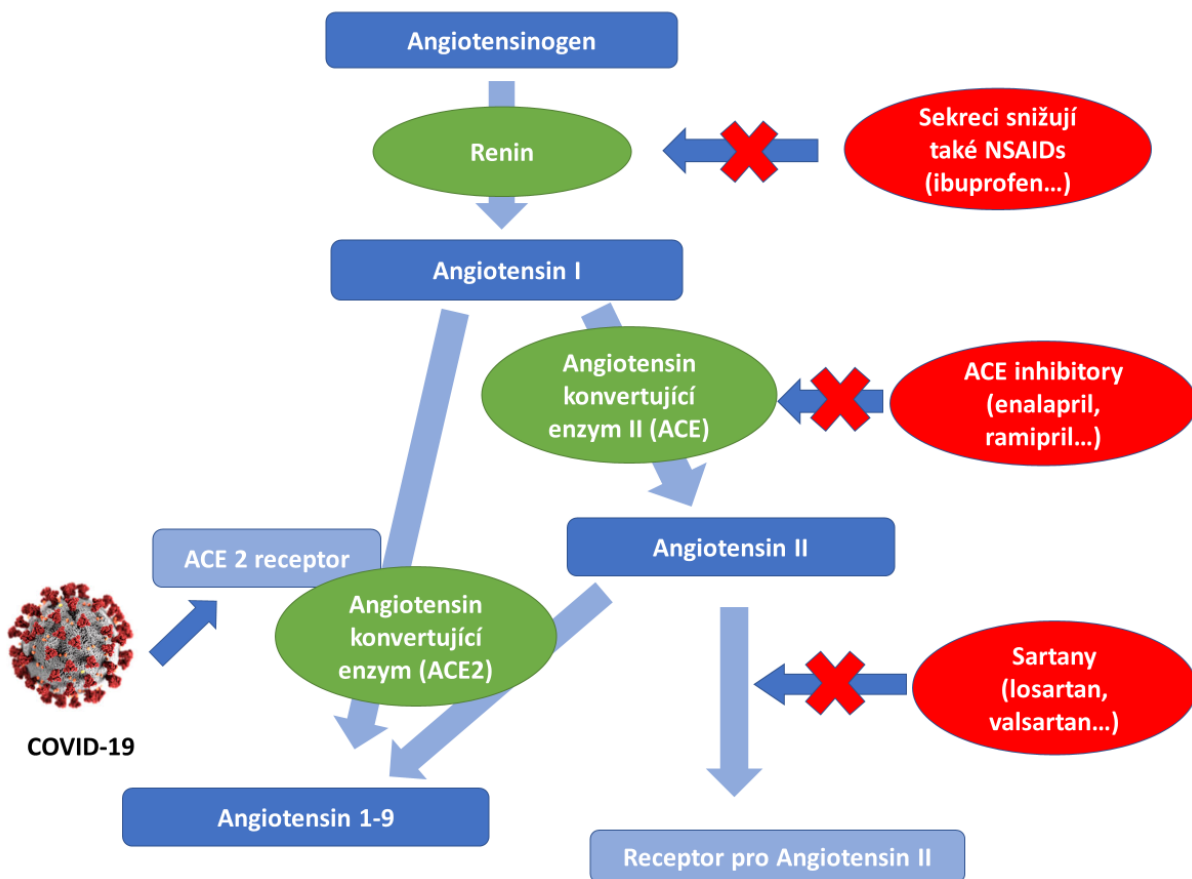 Angiotensinogen
Renin
Sekreci snižují
také NSAIDs
(ibuprofen...)
Angiotensin I
Angiotensin
konvertující
enzym II (ACE)
ACE inhibitory
(enalapril,
ramipril...)
ACE 2 receptor
Angiotensin II
Angiotensin
konvertující
enzym (ACE2)
Sartany
(losartan,
valsartan...)
COVID-19
Angiotensin 1-9
Receptor pro Angiotensin II